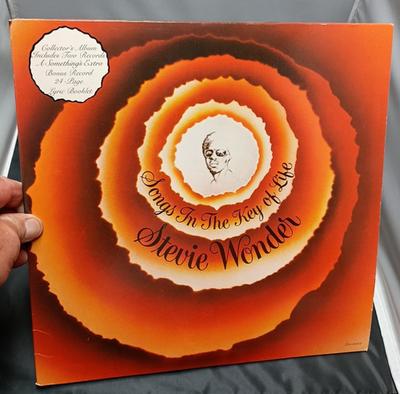 Collector's Album
Includes Two Records
A Something's Extra
Bonus Record
24-Page
Lyric Booklet
Songs In The Key of Life
Stevie Wonder